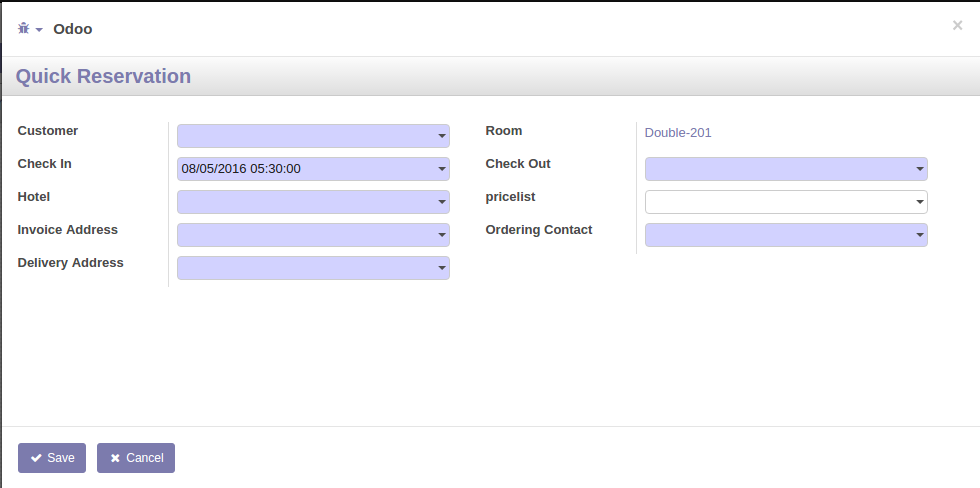 Odoo
×
Quick Reservation
Customer
Room
Double-201
Check In
08/05/2016 05:30:00
Check Out
Hotel
pricelist
Invoice Address
Ordering Contact
Delivery Address
Save
Cancel